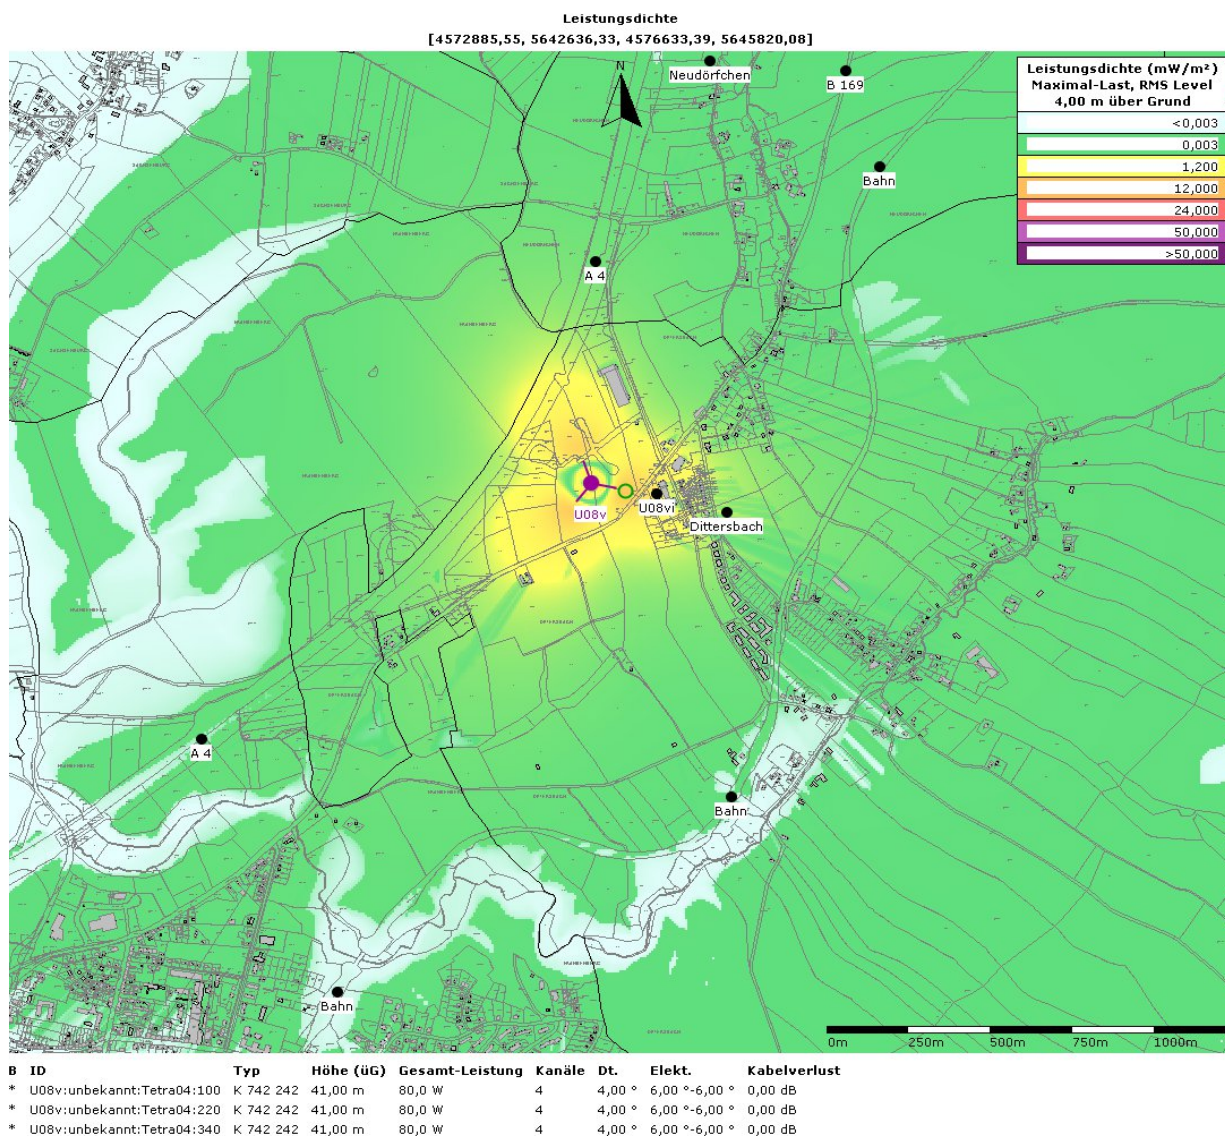 Leistungsdichte
[4572885,55, 5642636,33, 4576633,39, 5645820,08]
N
Neudörfchen
B 169
Leistungsdichte (mW/m²)
Maximal-Last, RMS Level
4,00 m über Grund
<0,003
0,003
1,200
12,000
24,000
50,000
>50,000
Bahn
A 4
U08v
U08vi
Dittersbach
A 4
Bahn
Bahn
0m 250m 500m 750m 1000m
B ID Typ Höhe (üG) Gesamt-Leistung Kanäle Dt. Elekt. Kabelverlust
* U08v:unbekannt:Tetra04:100 K 742 242 41,00 m 80,0 W 4 4,00 ° 6,00 °-6,00 ° 0,00 dB
* U08v:unbekannt:Tetra04:220 K 742 242 41,00 m 80,0 W 4 4,00 ° 6,00 °-6,00 ° 0,00 dB
* U08v:unbekannt:Tetra04:340 K 742 242 41,00 m 80,0 W 4 4,00 ° 6,00 °-6,00 ° 0,00 dB